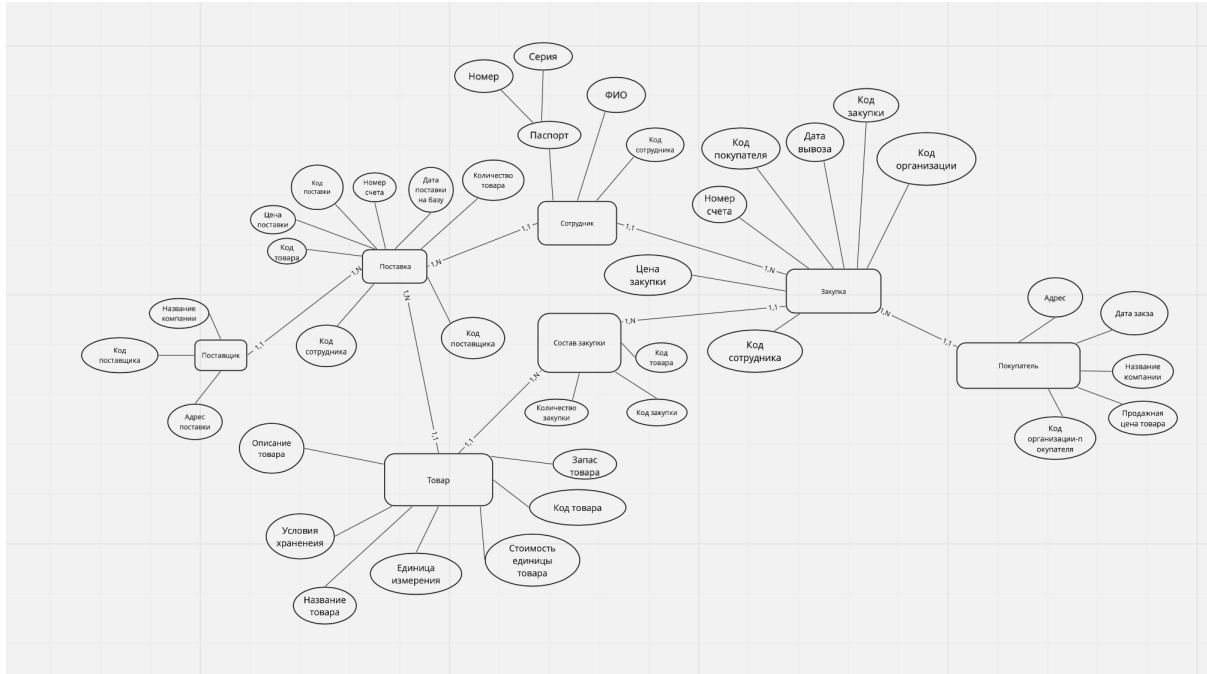 Серия
Номер
ФИО
Паспорт
Код
сотрудника
Код
закупки
Дата
вывоза
Код
покупателя
Код
организации
Номер
счета
Код
поставки
Номер
счета
Дата
поставки
на базу
Количество
товара
Цена
поставки
Код
товара
Сотрудник
1,1
1,1
Поставка
1,N
1,N
1,N
Цена
закупки
1,N
Закупка
1,1
1,N
Код
сотрудника
Название
компании
Код
поставщика
Поставщик
1,1
Адрес
поставки
Код
сотрудника
Код
поставщика
1,N
Состав закупки
1,N
Код
товара
Количество
закупки
Код закупки
Адрес
Дата закза
1,1
Покупатель
Название
компании
Продажная
цена товара
Код
организации-п
окупателя
1,1
1,1
Описание
товара
Товар
Запас
товара
Код товара
Условия
храненеия
Стоимость
единицы
товара
Единица
измерения
Название
товара